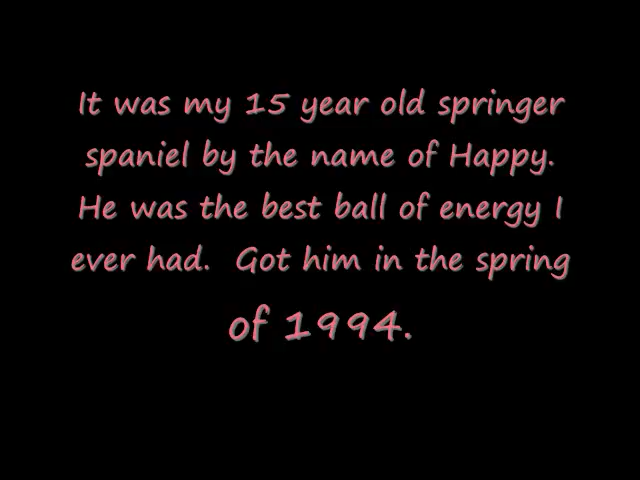 It was my 15 year old springer
spaniel by the name of Happy.
He was the best ball of energy I
ever had.  Got him in the spring
of 1994.